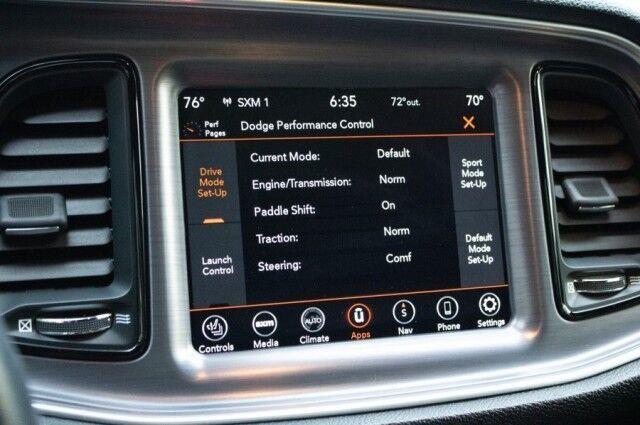 76° SXM 1 6:35 72°out. 70°
Perf
Pages
Dodge Performance Control
Drive
Mode
Set-Up
Launch
Control
Current Mode: Default
Engine/Transmission: Norm
Paddle Shift: On
Traction: Norm
Steering: Comf
Sport
Mode
Set-Up
Default
Mode
Set-Up
sxm AUTO S
Controls Media Climate Apps Nav Phone Settings